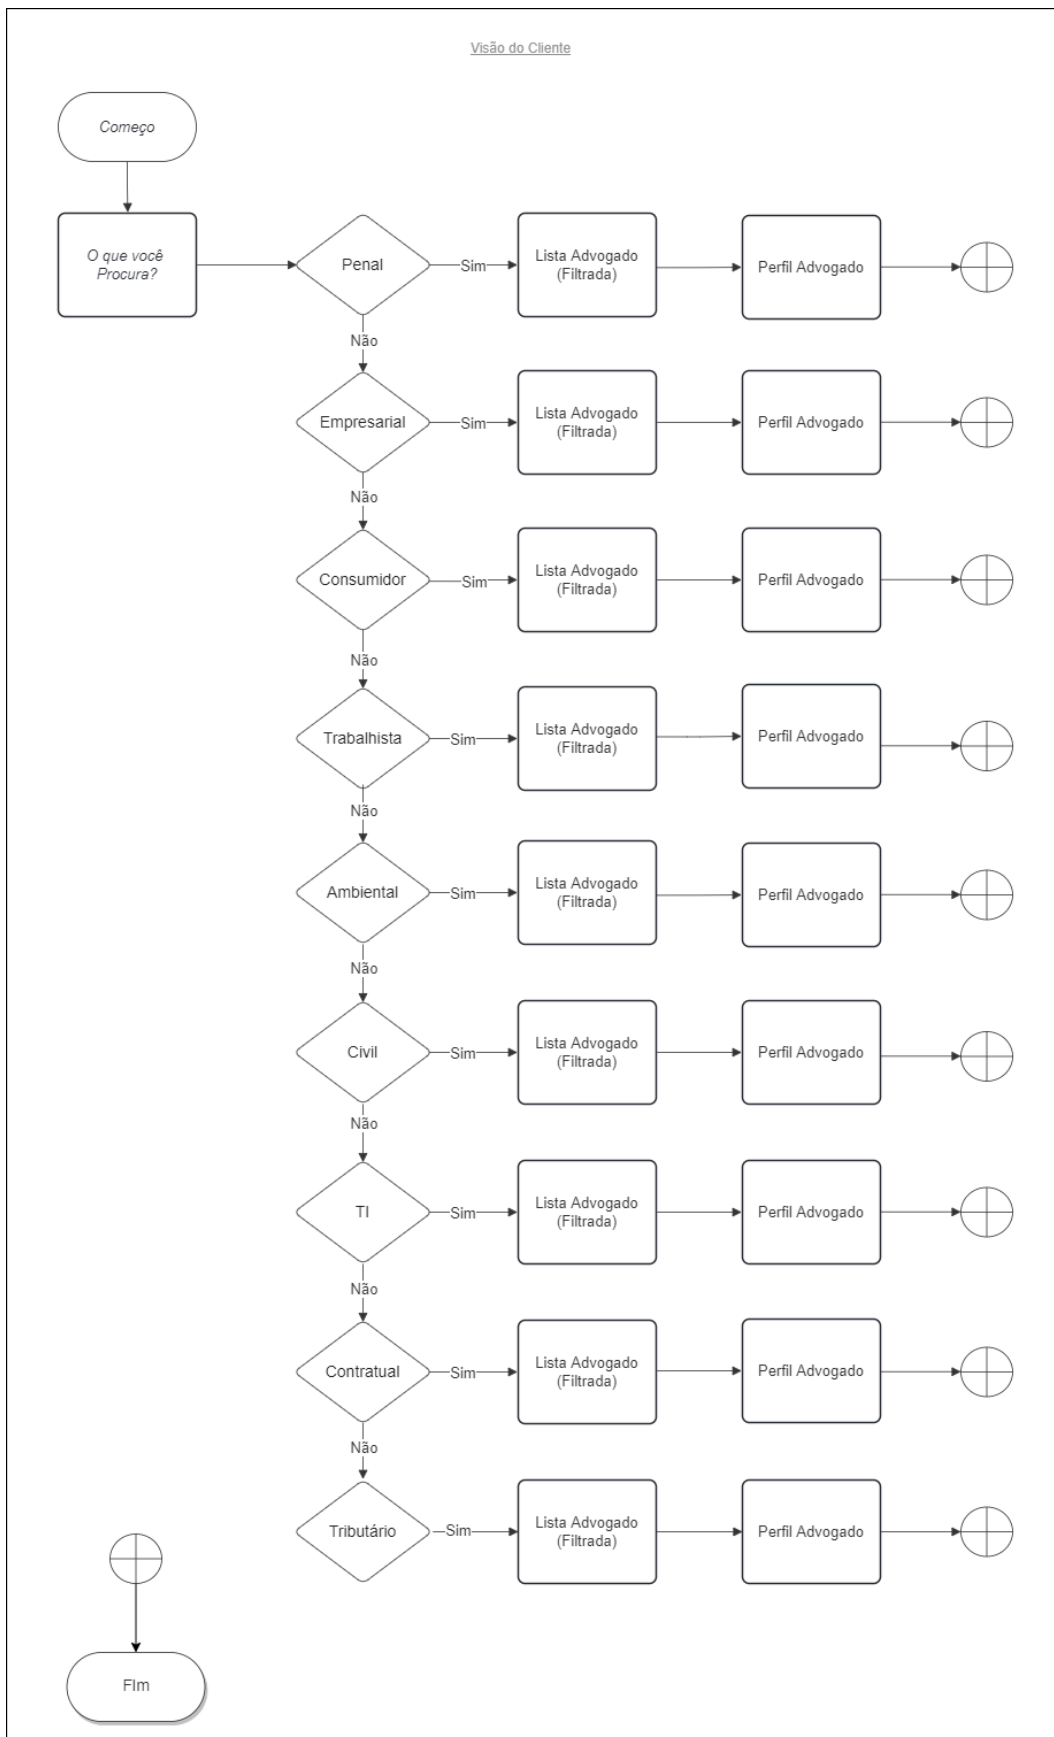 Visão do Cliente
Começo
O que você
Procura?
Penal
Sim
Lista Advogado
(Filtrada)
Perfil Advogado
Não
Empresarial
Sim
Lista Advogado
(Filtrada)
Perfil Advogado
Não
Consumidor
Sim
Lista Advogado
(Filtrada)
Perfil Advogado
Não
Trabalhista
Sim
Lista Advogado
(Filtrada)
Perfil Advogado
Não
Ambiental
Sim
Lista Advogado
(Filtrada)
Perfil Advogado
Não
Civil
Sim
Lista Advogado
(Filtrada)
Perfil Advogado
Não
TI
Sim
Lista Advogado
(Filtrada)
Perfil Advogado
Não
Contratual
Sim
Lista Advogado
(Filtrada)
Perfil Advogado
Não
Tributário
Sim
Lista Advogado
(Filtrada)
Perfil Advogado
FIm